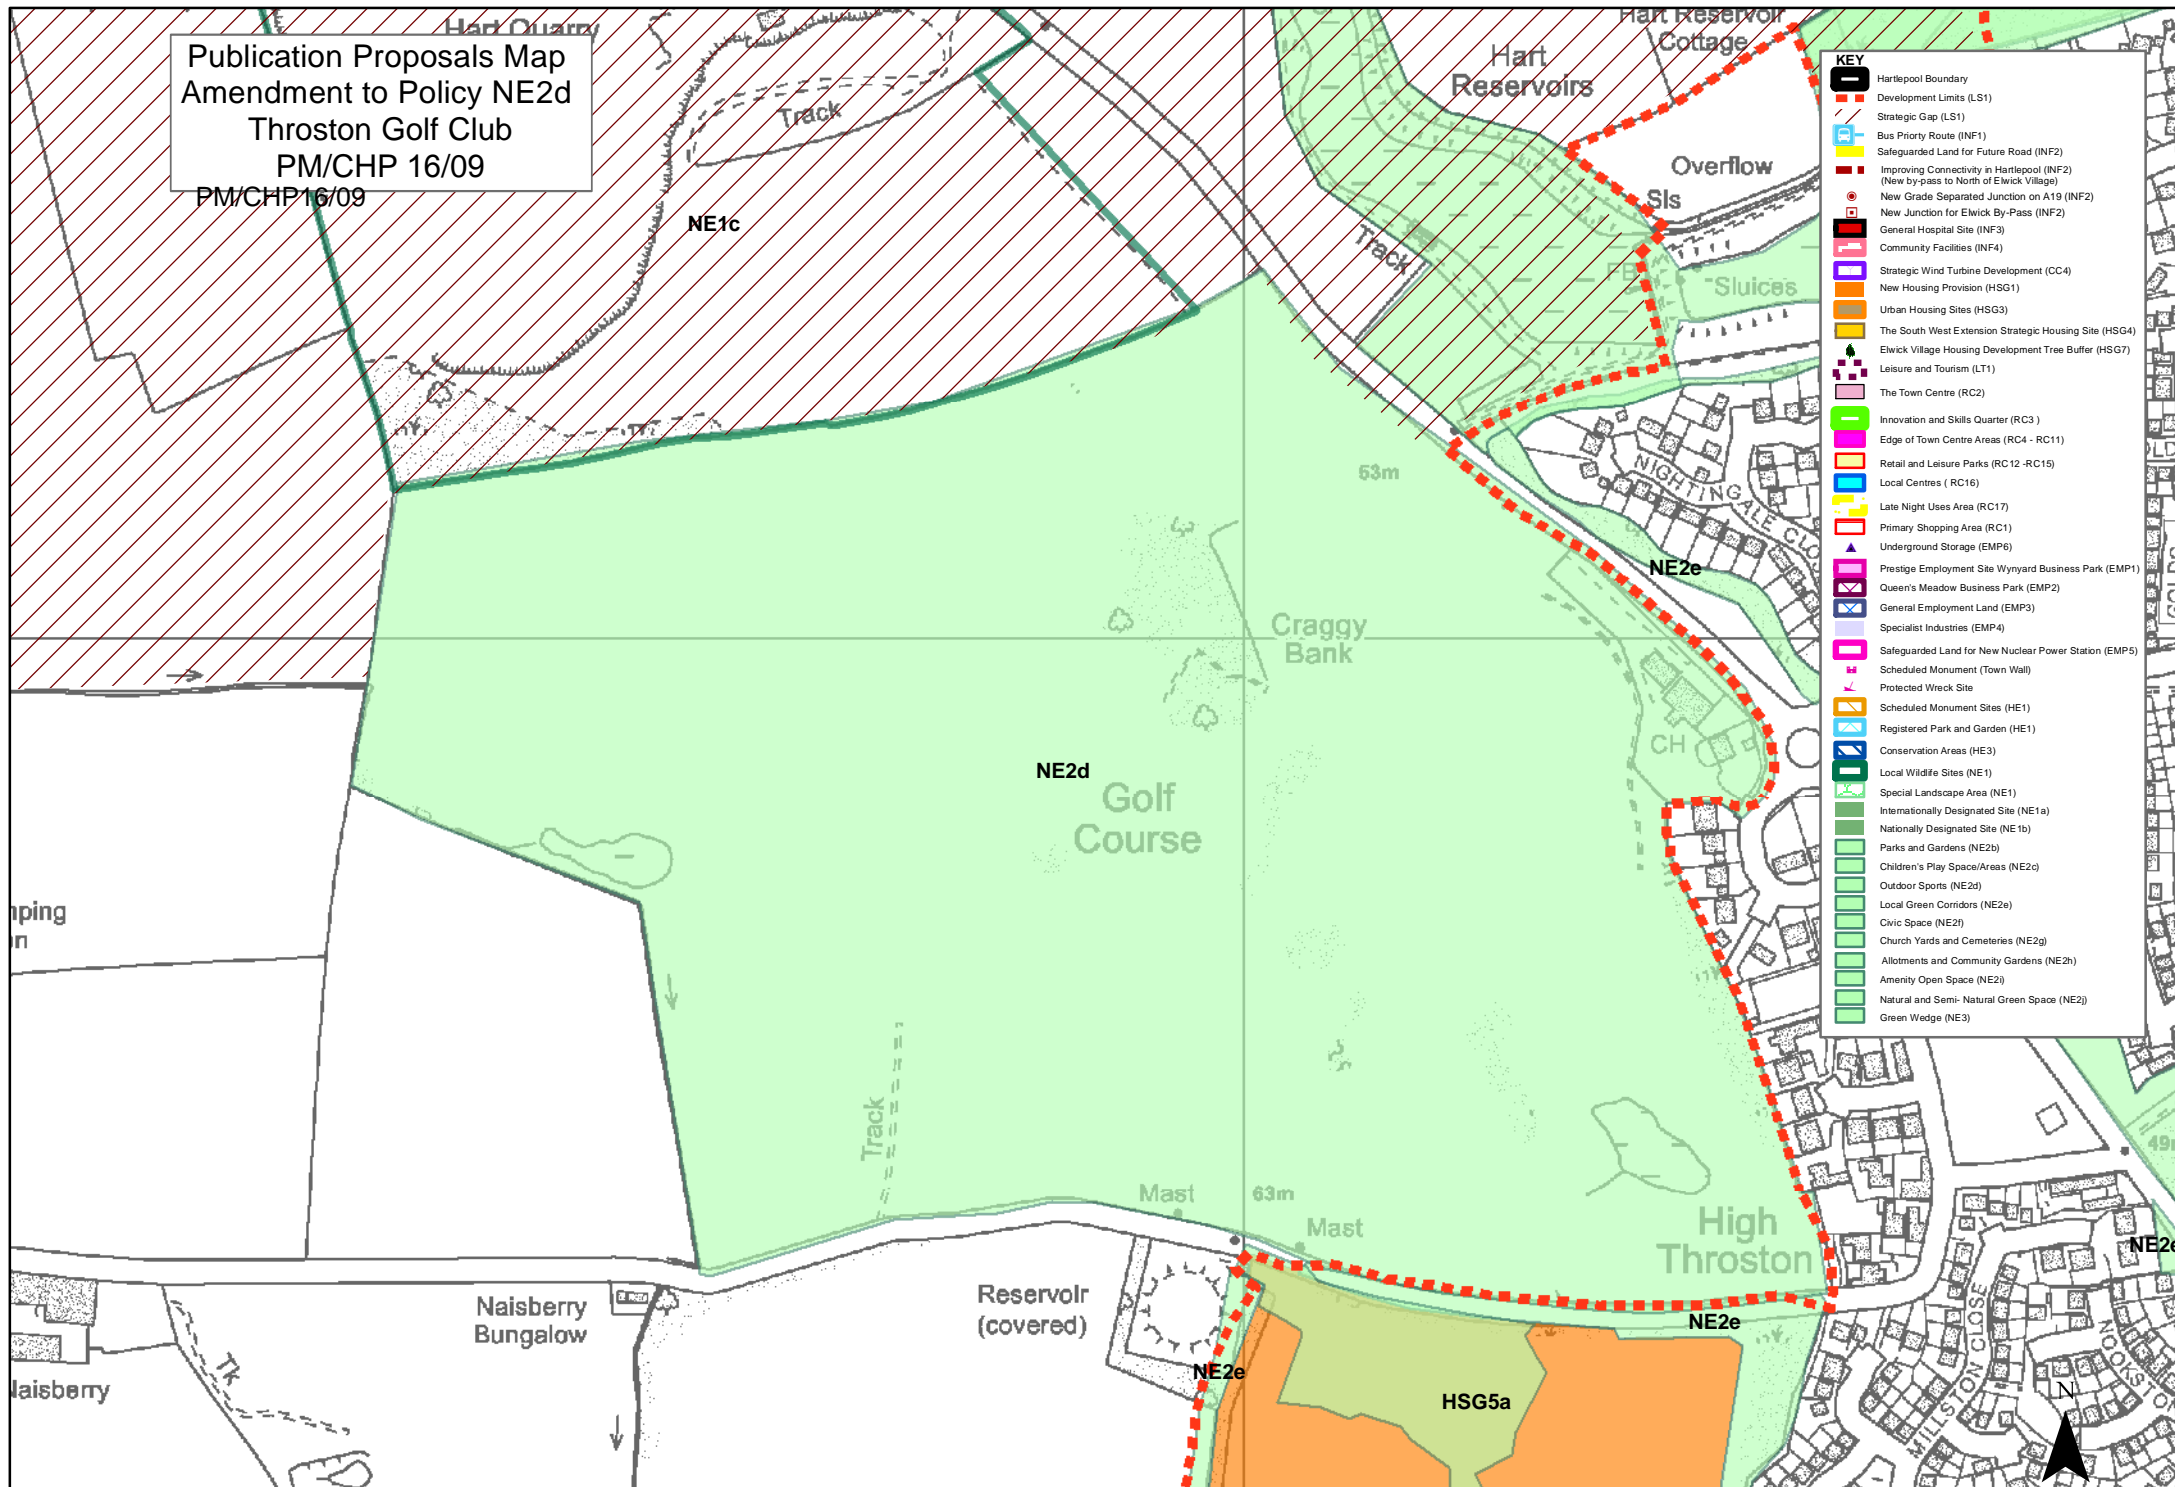 Hart Quarry
Publication Proposals Map
Amendment to Policy NE2d
Throston Golf Club
PM/CHP 16/09
PM/CHP16/09
Track
NE1c
Hart
Reservoirs
Hart Reservoir
Cottage
Overflow
Sls
Track
FB
Sluices
53m
NIGHTINGALE CLO
NE2e
Craggy
Bank
CH
NE2d
Golf
Course
Track
Mast
63m
Mast
High
Throston
Reservoir
(covered)
Naisberry
Bungalow
Tk
Naisberry
NE2e
NE2e
HSG5a
NE2e
49m
MILLSTON CLOSE
NOOKSTON
N
KEY
Hartlepool Boundary
Development Limits (LS1)
Strategic Gap (LS1)
Bus Priorty Route (INF1)
Safeguarded Land for Future Road (INF2)
Improving Connectivity in Hartlepool (INF2)
(New by-pass to North of Elwick Village)
New Grade Separated Junction on A19 (INF2)
New Junction for Elwick By-Pass (INF2)
General Hospital Site (INF3)
Community Facilities (INF4)
Strategic Wind Turbine Development (CC4)
New Housing Provision (HSG1)
Urban Housing Sites (HSG3)
The South West Extension Strategic Housing Site (HSG4)
Elwick Village Housing Development Tree Buffer (HSG7)
Leisure and Tourism (LT1)
The Town Centre (RC2)
Innovation and Skills Quarter (RC3 )
Edge of Town Centre Areas (RC4 - RC11)
Retail and Leisure Parks (RC12 -RC15)
Local Centres ( RC16)
Late Night Uses Area (RC17)
Primary Shopping Area (RC1)
Underground Storage (EMP6)
Prestige Employment Site Wynyard Business Park (EMP1)
Queen's Meadow Business Park (EMP2)
General Employment Land (EMP3)
Specialist Industries (EMP4)
Safeguarded Land for New Nuclear Power Station (EMP5)
Scheduled Monument (Town Wall)
Protected Wreck Site
Scheduled Monument Sites (HE1)
Registered Park and Garden (HE1)
Conservation Areas (HE3)
Local Wildlife Sites (NE1)
Special Landscape Area (NE1)
Internationally Designated Site (NE1a)
Nationally Designated Site (NE1b)
Parks and Gardens (NE2b)
Children's Play Space/Areas (NE2c)
Outdoor Sports (NE2d)
Local Green Corridors (NE2e)
Civic Space (NE2f)
Church Yards and Cemeteries (NE2g)
Allotments and Community Gardens (NE2h)
Amenity Open Space (NE2i)
Natural and Semi- Natural Green Space (NE2j)
Green Wedge (NE3)